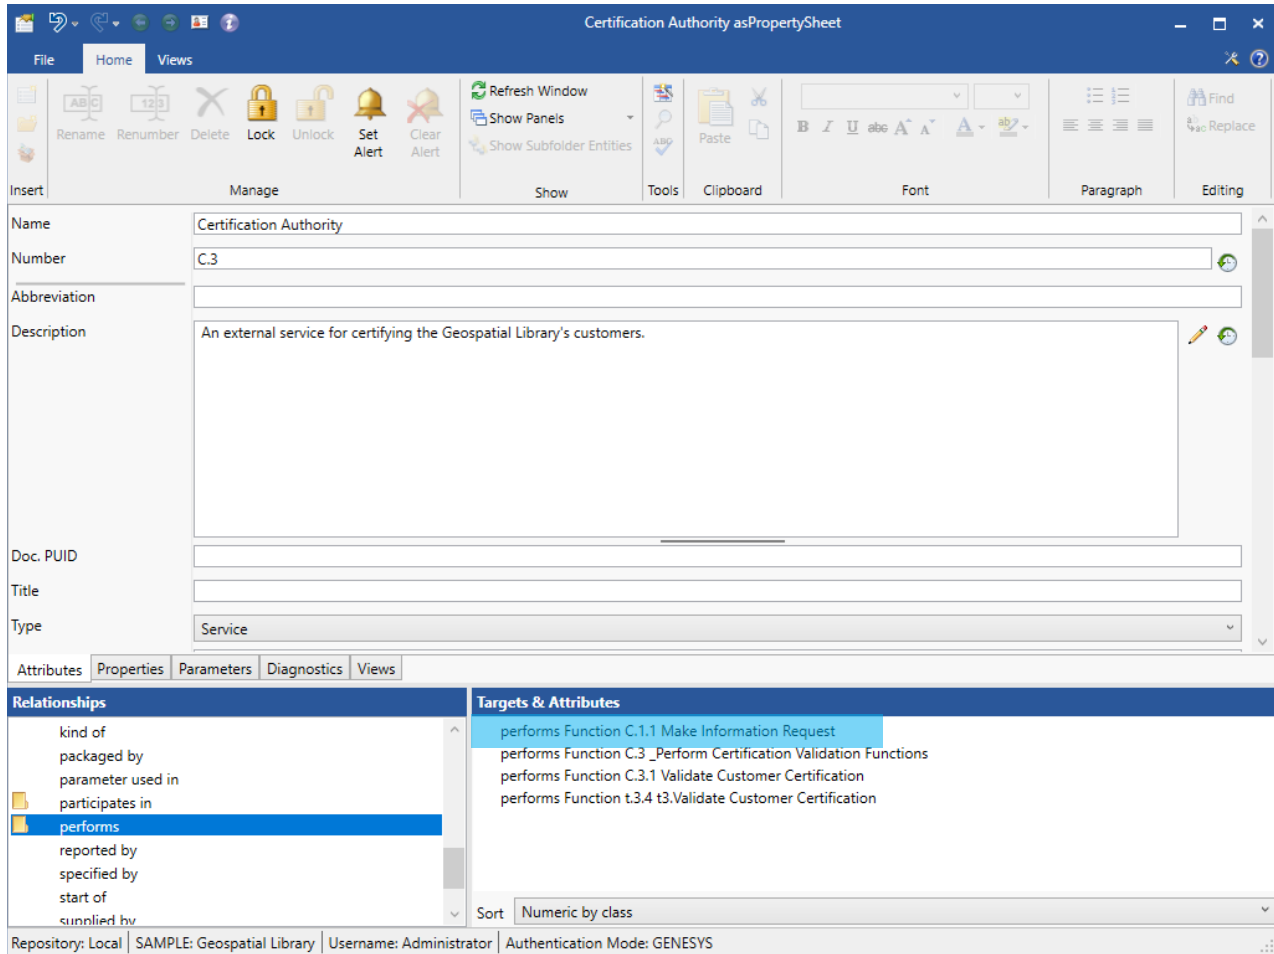 Certification Authority asPropertySheet
File Home Views
Rename Renumber Delete Lock Unlock Set Alert Clear Alert
Refresh Window
Show Panels
Show Subfolder Entities
Paste
B I U abc A A A ab
Find
Replace
Insert Manage Show Tools Clipboard Font Paragraph Editing
Name Certification Authority
Number C.3
Abbreviation
Description An external service for certifying the Geospatial Library's customers.
Doc. PUID
Title
Type Service
Attributes Properties Parameters Diagnostics Views
Relationships
kind of
packaged by
parameter used in
participates in
performs
reported by
specified by
start of
supplied by
Targets & Attributes
performs Function C.1.1 Make Information Request
performs Function C.3 _Perform Certification Validation Functions
performs Function C.3.1 Validate Customer Certification
performs Function t.3.4 t3.Validate Customer Certification
Sort Numeric by class
Repository: Local SAMPLE: Geospatial Library Username: Administrator Authentication Mode: GENESYS